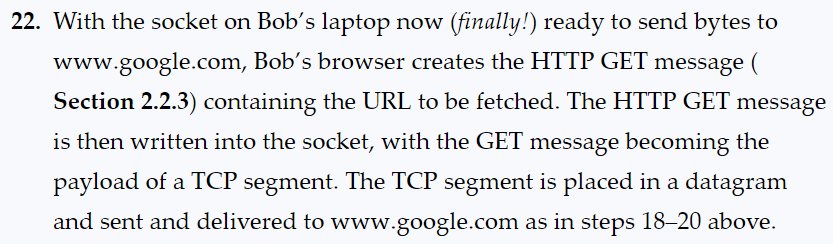 22. With the socket on Bob’s laptop now (finally!) ready to send bytes to
www.google.com, Bob’s browser creates the HTTP GET message (
Section 2.2.3) containing the URL to be fetched. The HTTP GET message
is then written into the socket, with the GET message becoming the
payload of a TCP segment. The TCP segment is placed in a datagram
and sent and delivered to www.google.com as in steps 18–20 above.